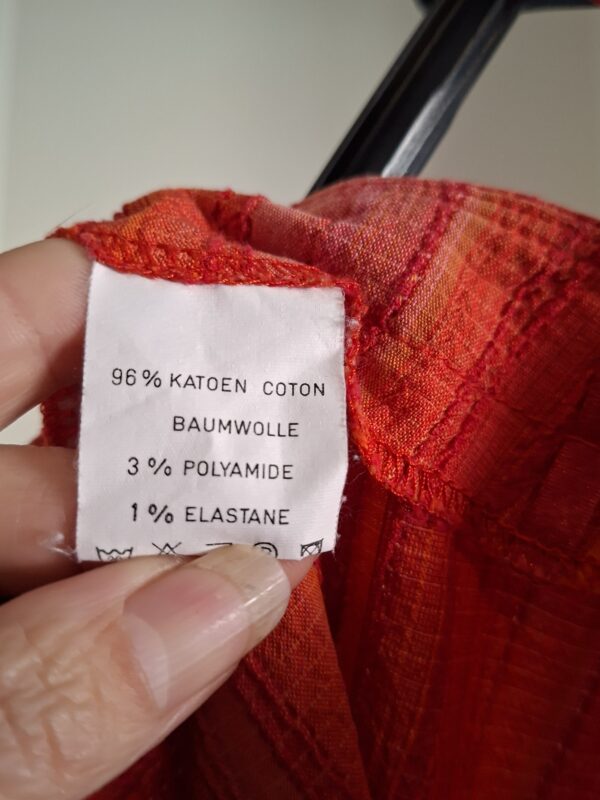 96% KATOEN COTON
BAUMWOLLE
3% POLYAMIDE
1% ELASTANE